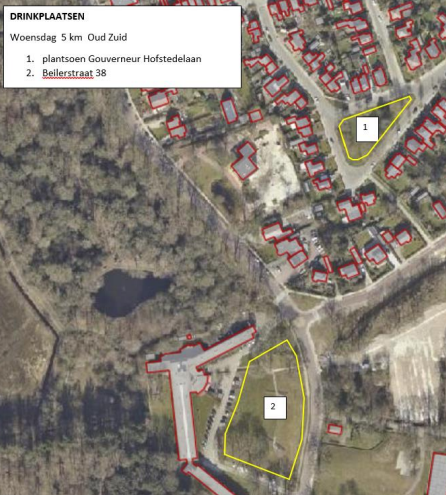 DRINKPLAATSEN
Woensdag 5 km Oud Zuid
1. plantsoen Gouverneur Hofstedelaan
2. Beilerstraat 38
1
2